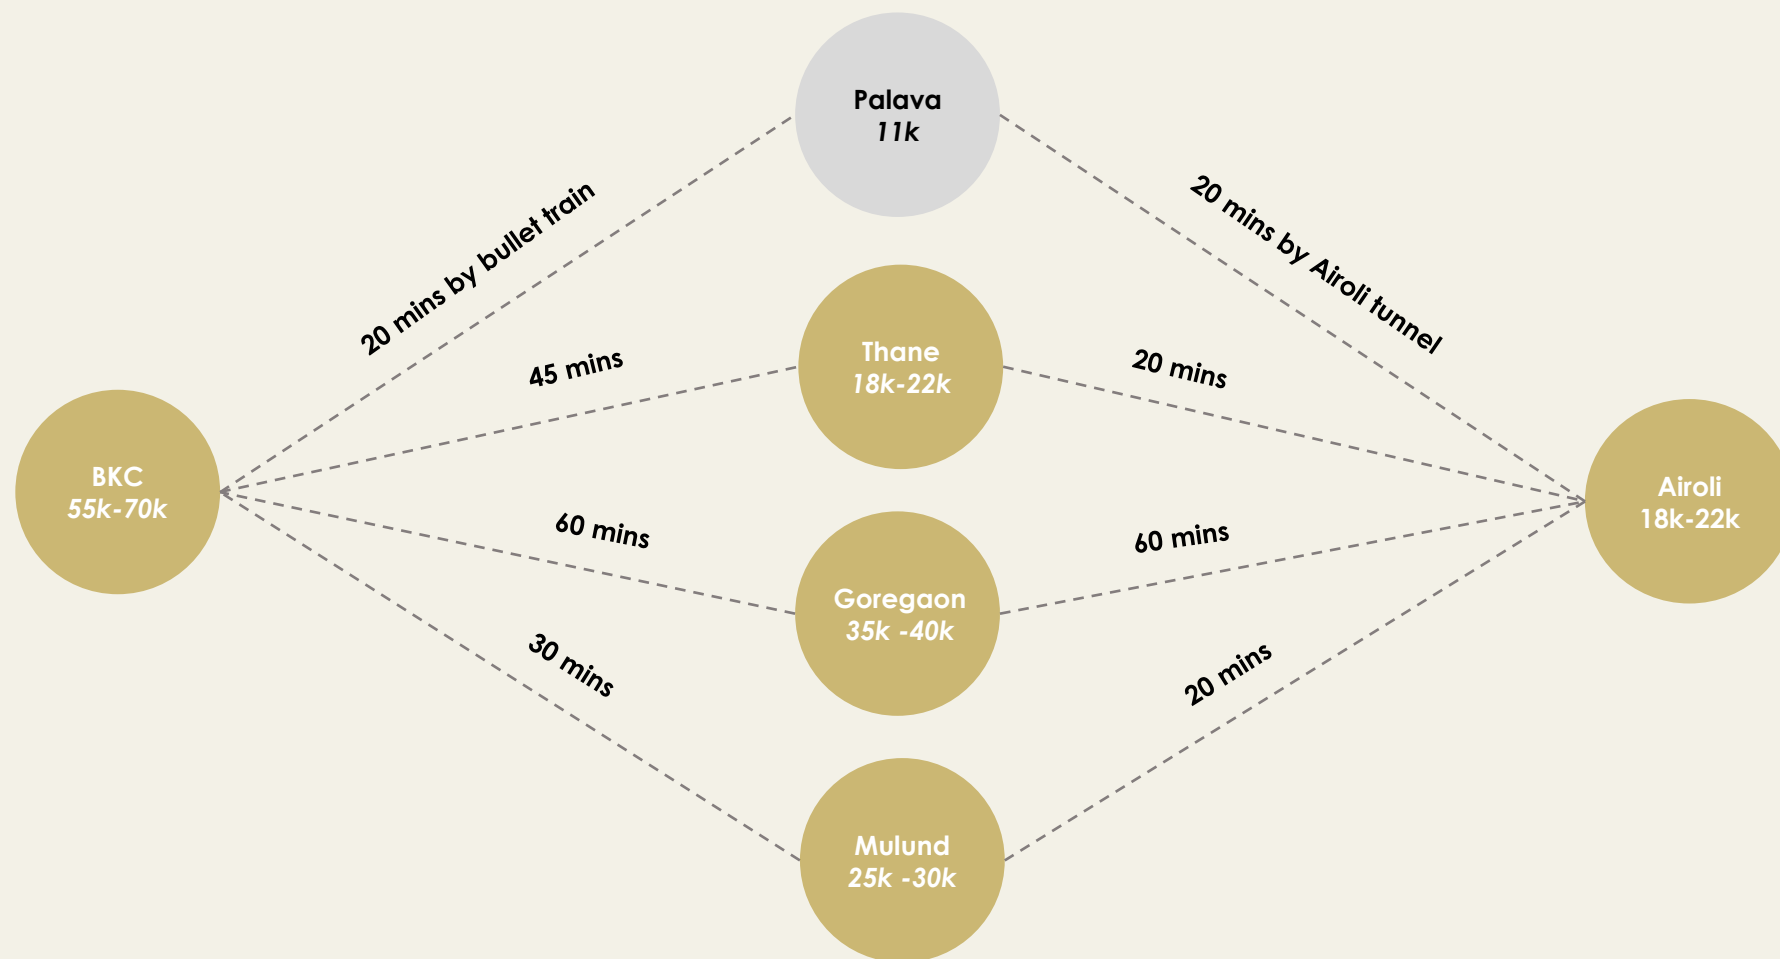 Palava
11k
20 mins by bullet train
20 mins by Airoli tunnel
Thane
18k-22k
45 mins
20 mins
BKC
55k-70k
Airoli
18k-22k
60 mins
60 mins
Goregaon
35k -40k
30 mins
20 mins
Mulund
25k -30k